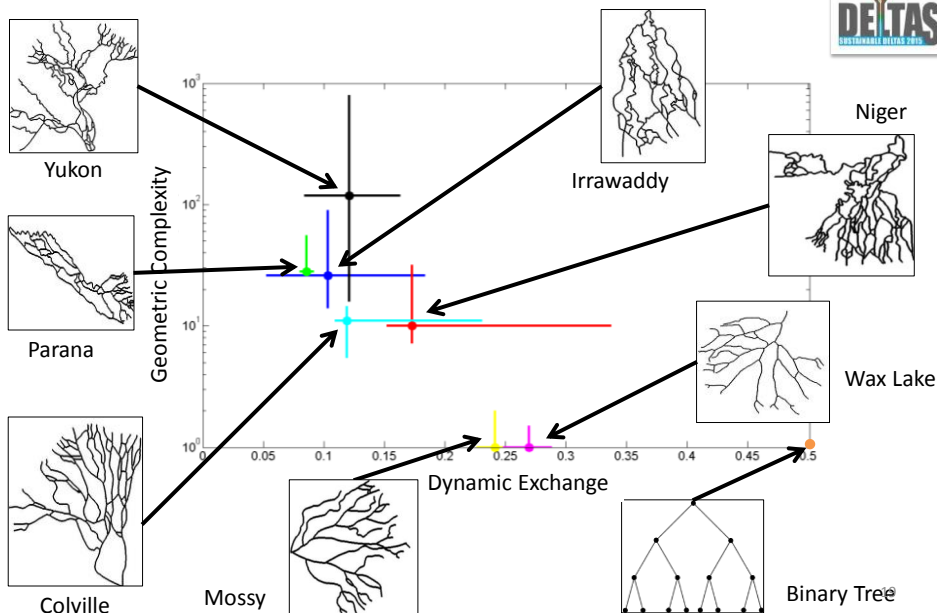 DELTAS
SUSTAINABLE DELTAS 2015
Yukon
Irrawaddy
Niger
Parana
Wax Lake
Colville
Mossy
Binary Tree
19
Geometric Complexity
10³
10²
10¹
10⁰
0
0.05
0.1
0.15
0.2
0.25
0.3
0.35
0.4
0.45
0.5
Dynamic Exchange